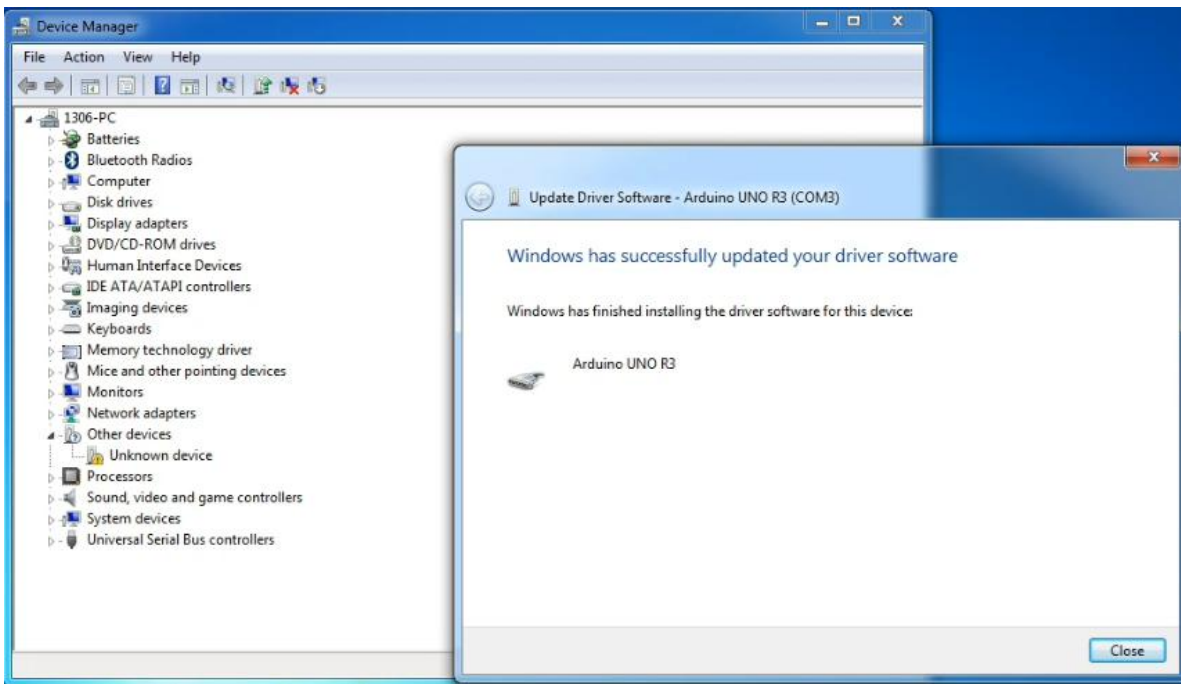 Device Manager
File Action View Help
1306-PC
Batteries
Bluetooth Radios
Computer
Disk drives
Display adapters
DVD/CD-ROM drives
Human Interface Devices
IDE ATA/ATAPI controllers
Imaging devices
Keyboards
Memory technology driver
Mice and other pointing devices
Monitors
Network adapters
Other devices
Unknown device
Processors
Sound, video and game controllers
System devices
Universal Serial Bus controllers
Update Driver Software - Arduino UNO R3 (COM3)
Windows has successfully updated your driver software
Windows has finished installing the driver software for this device:
Arduino UNO R3
Close